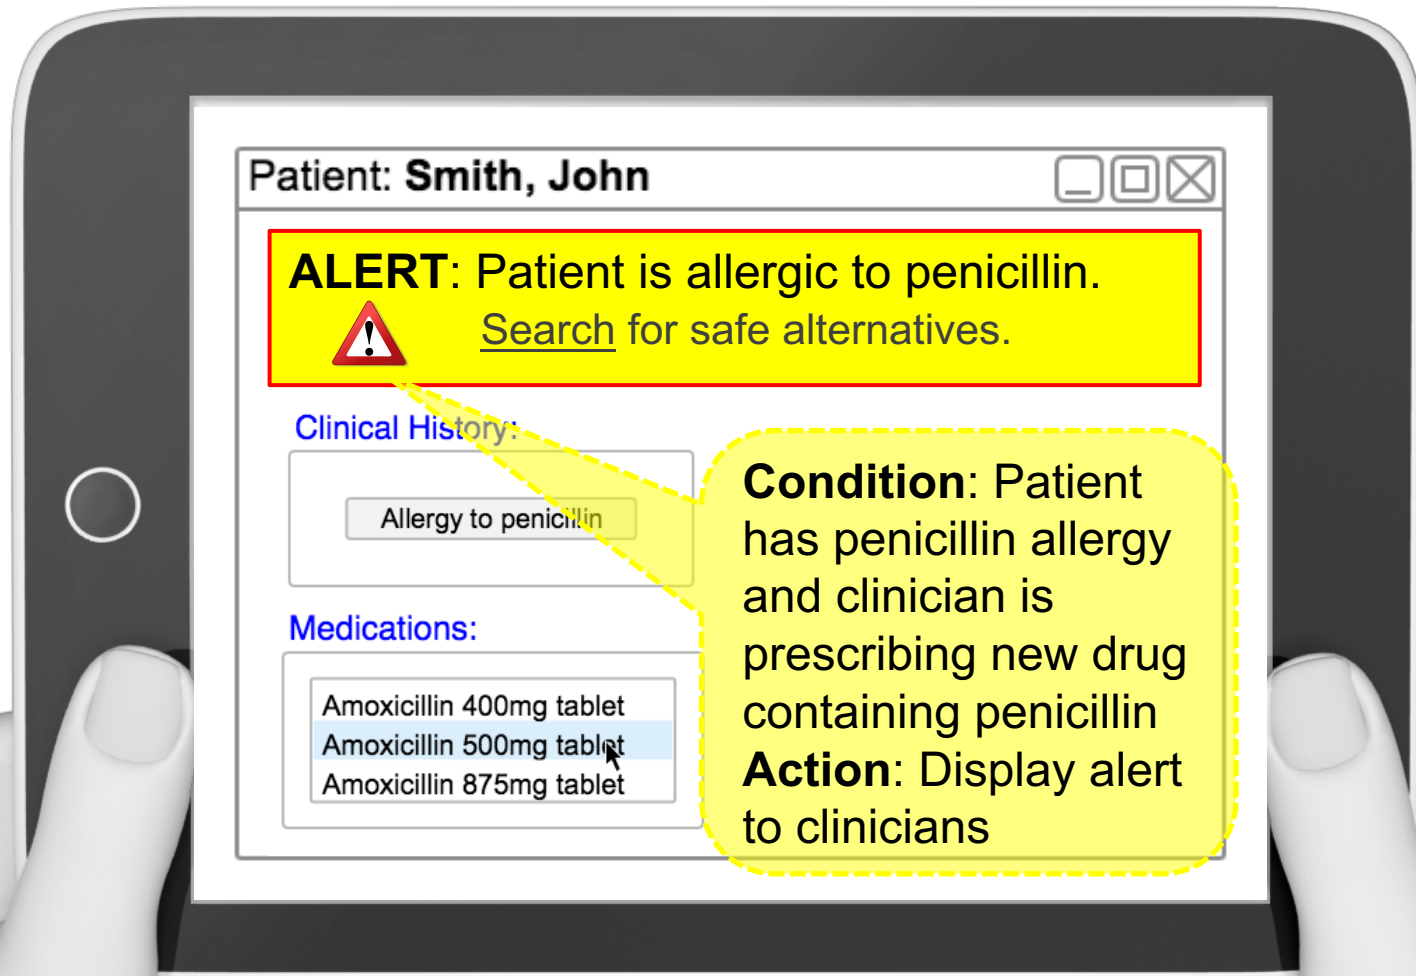 Patient: Smith, John
ALERT: Patient is allergic to penicillin.
Search for safe alternatives.
Clinical History:
Allergy to penicillin
Medications:
Amoxicillin 400mg tablet
Amoxicillin 500mg tablet
Amoxicillin 875mg tablet
Condition: Patient
has penicillin allergy
and clinician is
prescribing new drug
containing penicillin
Action: Display alert
to clinicians